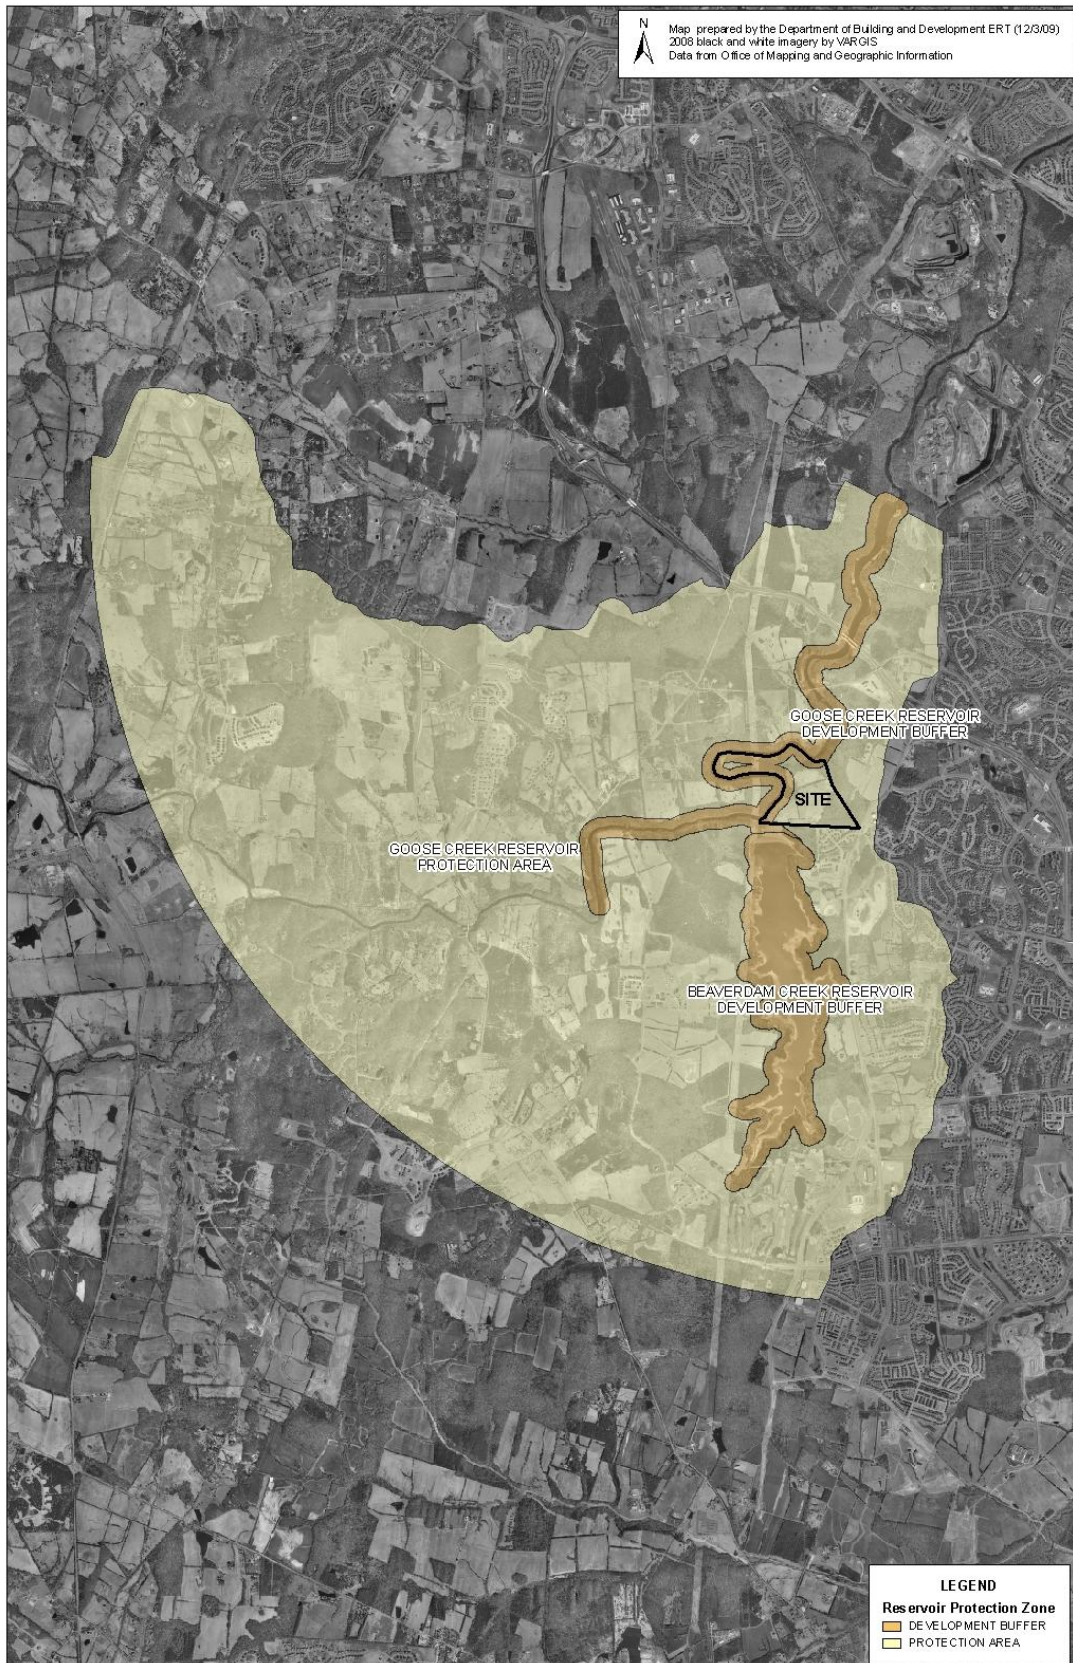 N
Map prepared by the Department of Building and Development ERT (12/3/09)
2008 black and white imagery by VARGIS
Data from Office of Mapping and Geographic Information
GOOSE CREEK RESERVOIR
DEVELOPMENT BUFFER
SITE
GOOSE CREEK RESERVOIR
PROTECTION AREA
BEAVERDAM CREEK RESERVOIR
DEVELOPMENT BUFFER
LEGEND
Reservoir Protection Zone
DEVELOPMENT BUFFER
PROTECTION AREA